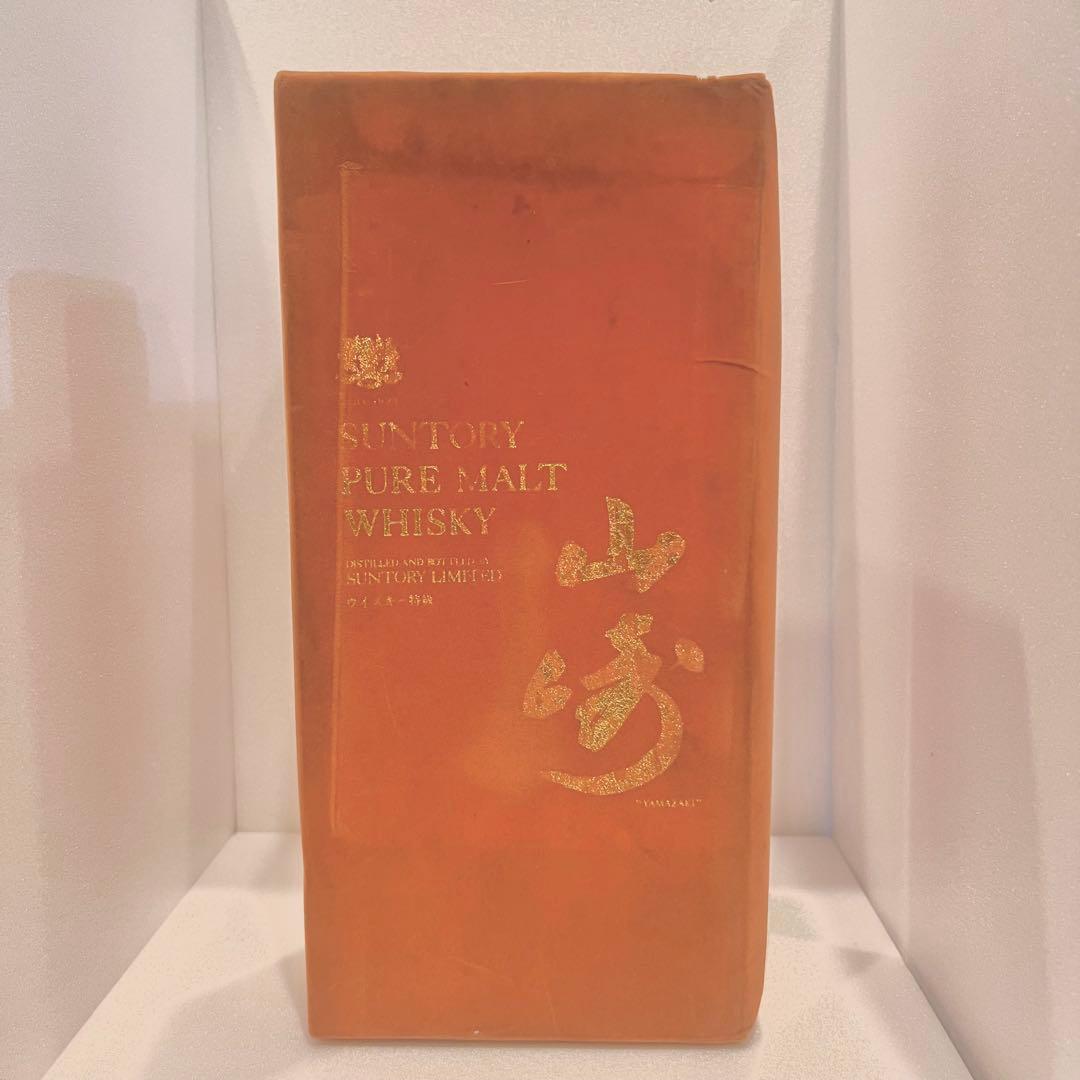 SUNTORY
PURE MALT
WHISKY
DISTILLED AND BOTTLED BY
SUNTORY LIMITED
ウイスキー特級
山崎
"YAMAZAKI"